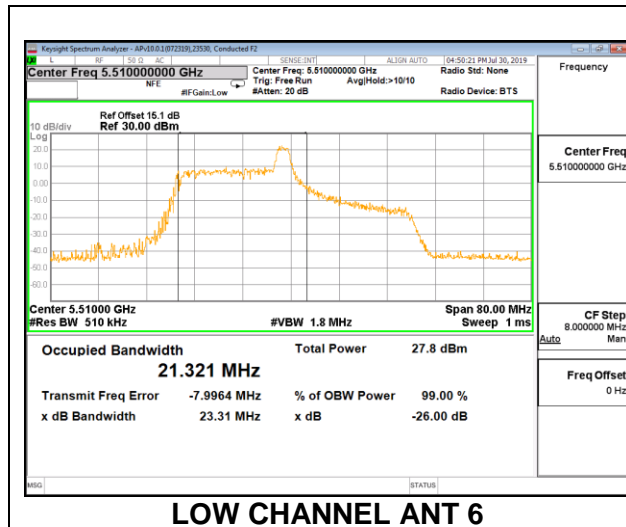 Keysight Spectrum Analyzer - APv10.0.1(072319),23530, Conducted F2
L RF 50 Ω AC SENSE:INT ALIGN AUTO 04:50:21 PM Jul 30, 2019
Center Freq 5.510000000 GHz Center Freq: 5.510000000 GHz Radio Std: None
NFE Trig: Free Run Avg|Hold:>10/10
#IFGain:Low #Atten: 20 dB Radio Device: BTS
Ref Offset 15.1 dB
10 dB/div Ref 30.00 dBm
Log
20.0
10.0
0.00
-10.0
-20.0
-30.0
-40.0
-50.0
-60.0
Center 5.51000 GHz Span 80.00 MHz
#Res BW 510 kHz #VBW 1.8 MHz Sweep 1 ms
Occupied Bandwidth Total Power 27.8 dBm
21.321 MHz
Transmit Freq Error -7.9964 MHz % of OBW Power 99.00 %
x dB Bandwidth 23.31 MHz x dB -26.00 dB
MSG STATUS
Frequency
Center Freq
5.510000000 GHz
CF Step
8.000000 MHz
Auto Man
Freq Offset
0 Hz
LOW CHANNEL ANT 6